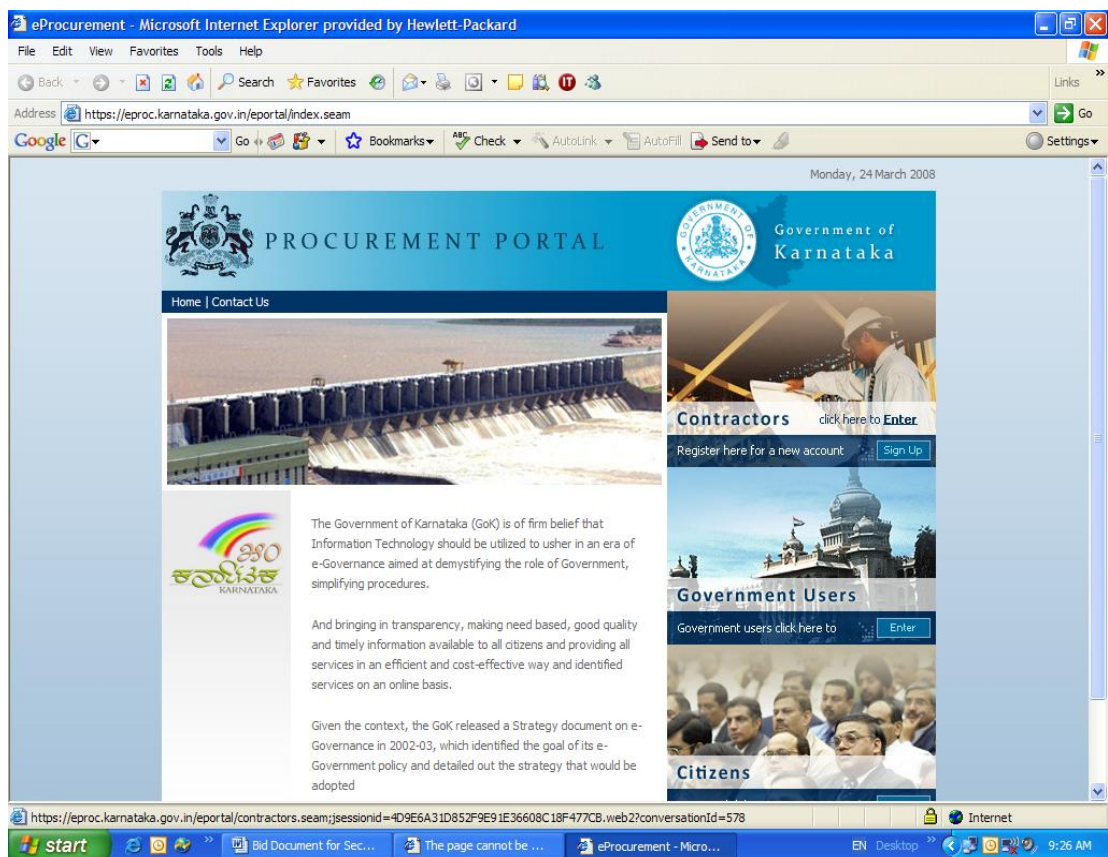 eProcurement - Microsoft Internet Explorer provided by Hewlett-Packard
File Edit View Favorites Tools Help
Back Search Favorites Links
Address https://eproc.karnataka.gov.in/eportal/index.seam Go
Google G Go Bookmarks ABC Check AutoLink AutoFill Send to Settings
Monday, 24 March 2008
PROCUREMENT PORTAL
GOVERNMENT OF KARNATAKA
Government of
Karnataka
Home | Contact Us
Contractors click here to Enter
Register here for a new account Sign Up
Government Users
Government users click here to Enter
Citizens
ಕರ್ನಾಟಕ
KARNATAKA
The Government of Karnataka (GoK) is of firm belief that
Information Technology should be utilized to usher in an era of
e-Governance aimed at demystifying the role of Government,
simplifying procedures.
And bringing in transparency, making need based, good quality
and timely information available to all citizens and providing all
services in an efficient and cost-effective way and identified
services on an online basis.
Given the context, the GoK released a Strategy document on e-
Governance in 2002-03, which identified the goal of its e-
Government policy and detailed out the strategy that would be
adopted
https://eproc.karnataka.gov.in/eportal/contractors.seam;jsessionid=4D9E6A31D852F9E91E36608C18F477CB.web2?conversationId=578 Internet
start Bid Document for Sec... The page cannot be ... eProcurement - Micro... EN Desktop 9:26 AM